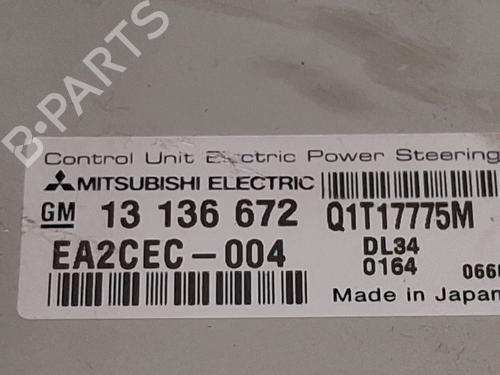 B-PARTS
Control Unit Electric Power Steering
MITSUBISHI ELECTRIC
GM 13 136 672 Q1T17775M
EA2CEC-004 DL34
0164
Made in Japan